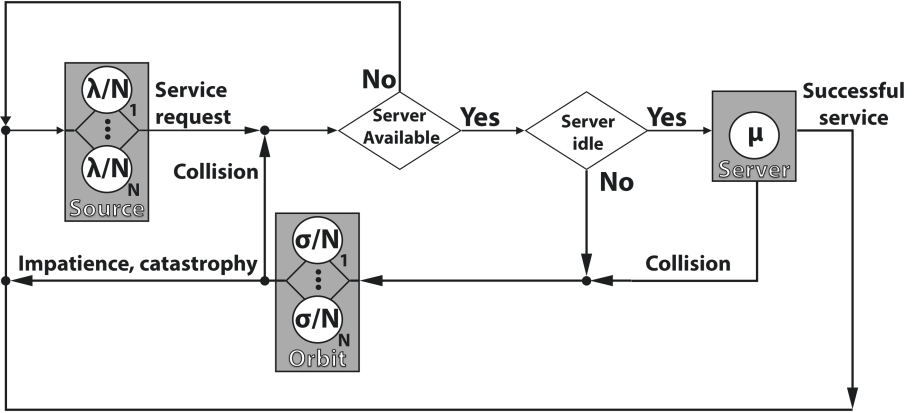 No
λ/N
1
λ/N
N
Source
Service
request
Server
Available
Yes
Server
idle
Yes
μ
Server
Successful
service
Collision
No
σ/N
1
σ/N
N
Orbit
Impatience, catastrophy
Collision